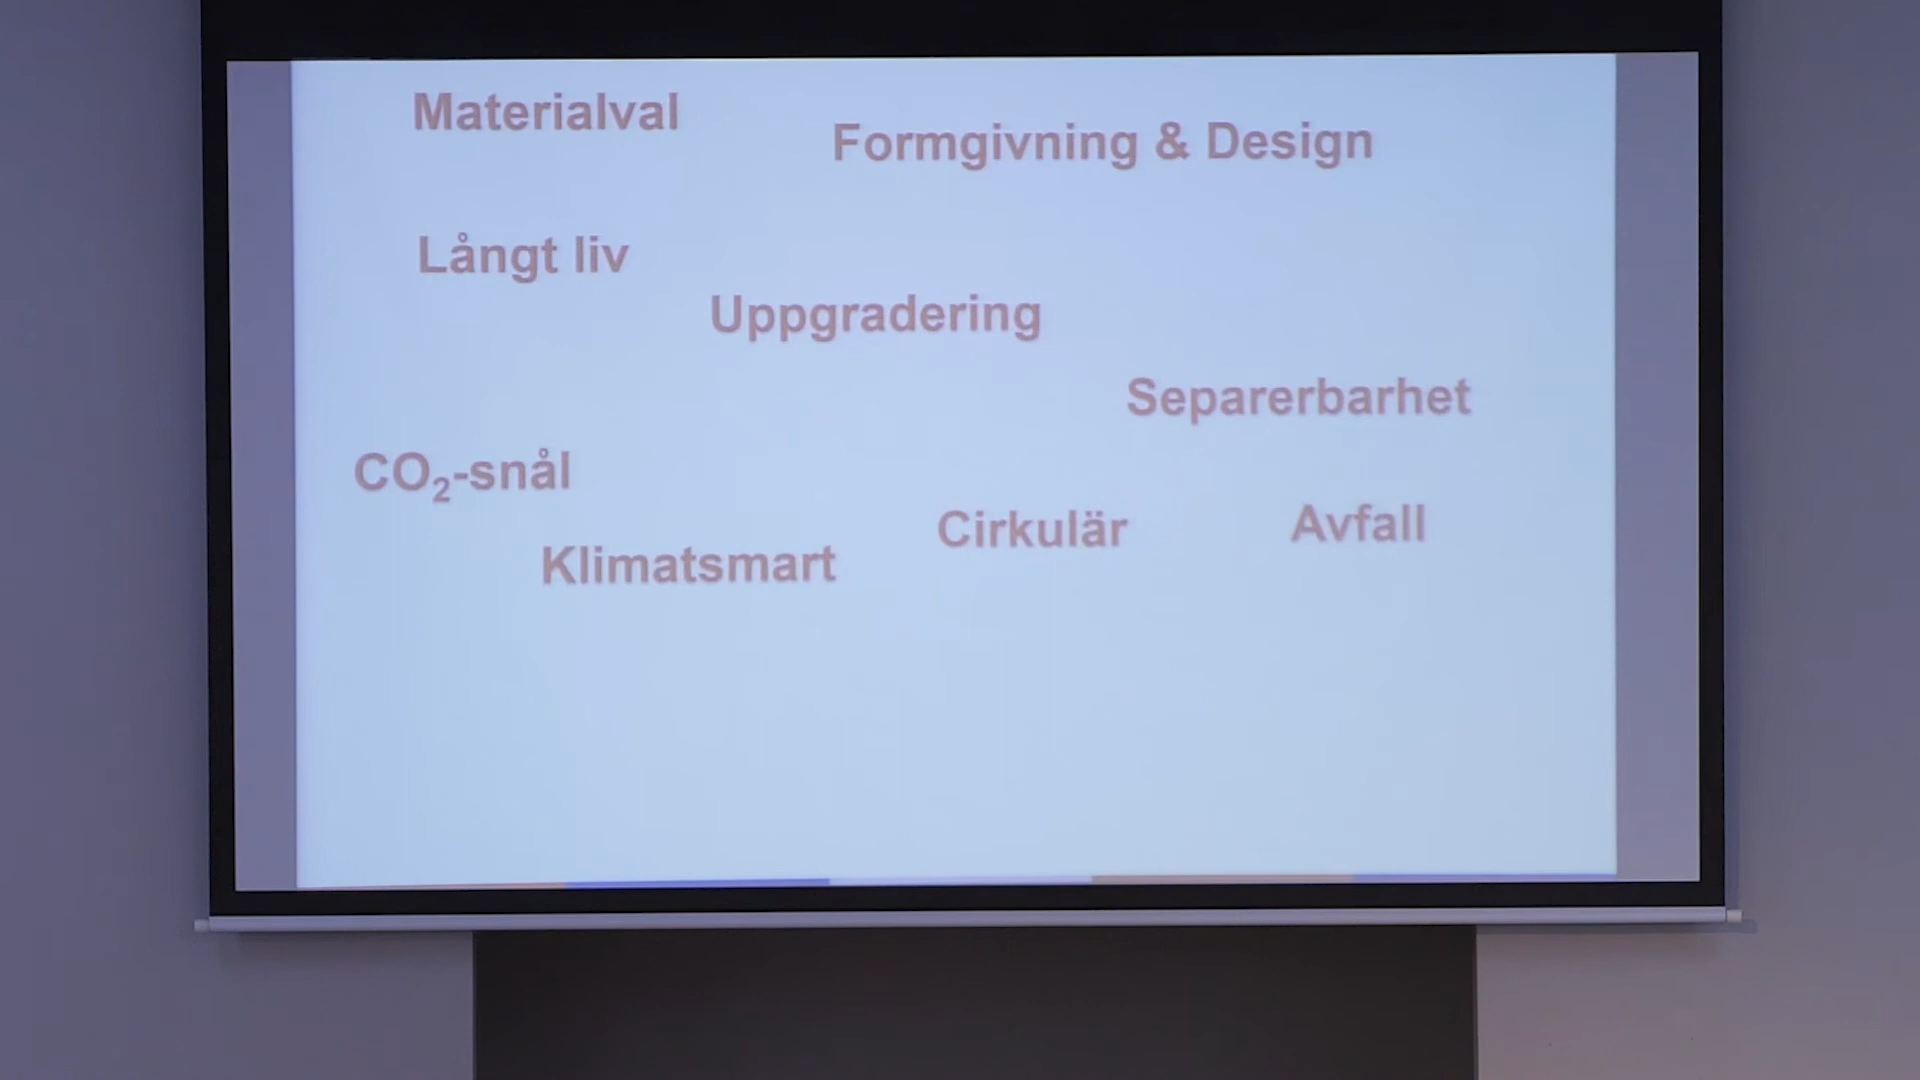 Materialval
Formgivning & Design
Långt liv
Uppgradering
Separerbarhet
CO₂-snål
Cirkulär
Avfall
Klimatsmart